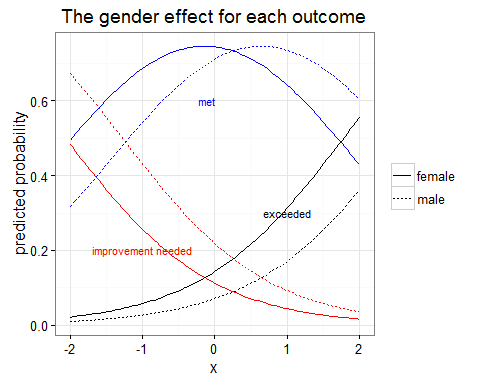 The gender effect for each outcome
predicted probability
0.6
0.4
0.2
0.0
met
exceeded
improvement needed
-2
-1
0
1
2
x
female
male